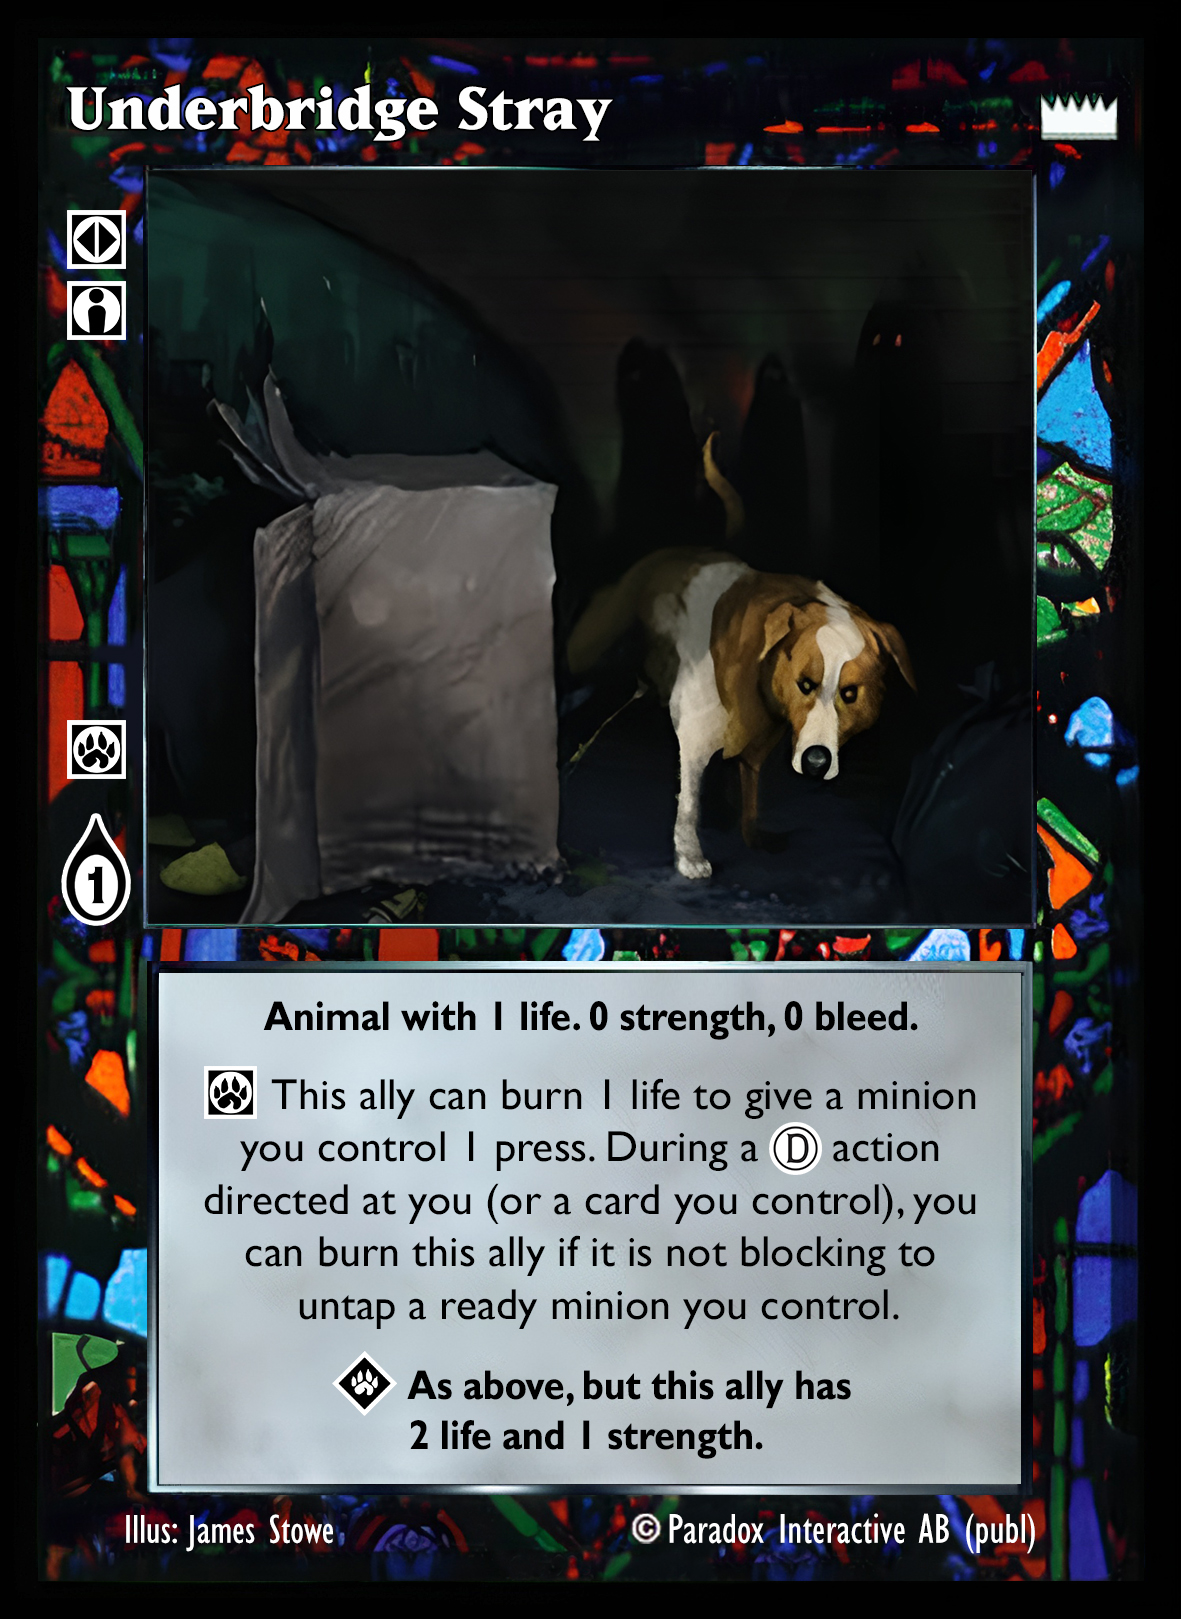 Underbridge Stray
1
Animal with 1 life. 0 strength, 0 bleed.
This ally can burn 1 life to give a minion
you control 1 press. During a D action
directed at you (or a card you control), you
can burn this ally if it is not blocking to
untap a ready minion you control.
As above, but this ally has
2 life and 1 strength.
Illus: James Stowe
© Paradox Interactive AB (publ)